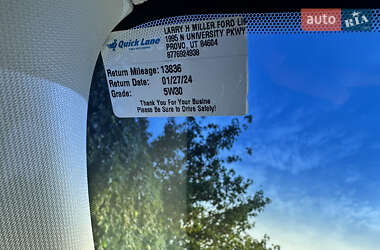 auto RIA
Quick Lane
LARRY H MILLER FORD
1995 N UNIVERSITY PKWY
PROVO, UT 84604
8776924938
Return Mileage: 13836
Return Date: 01/27/24
Grade: 5W30
Thank You For Your Busine
Please Be Sure to Drive Safely!